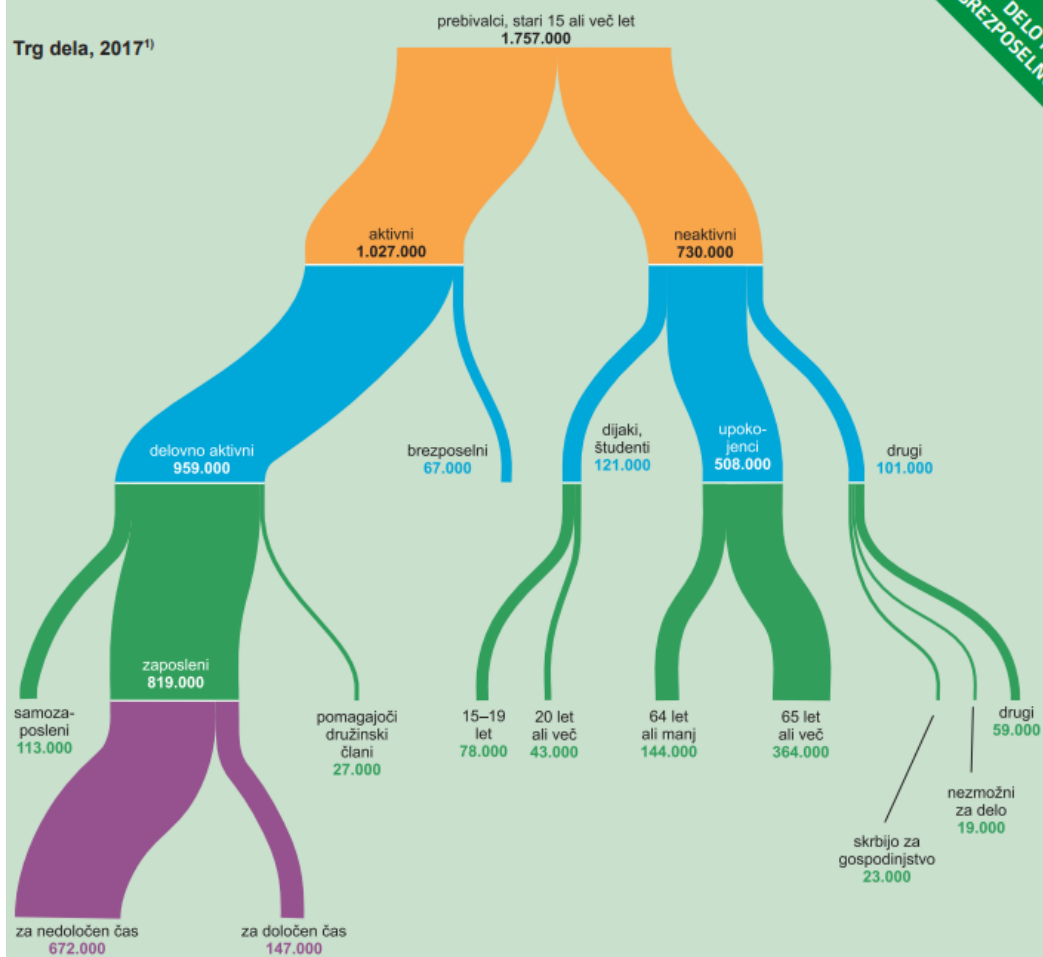 Trg dela, 2017¹⁾
prebivalci, stari 15 ali več let
1.757.000
DELO
aktivni
1.027.000
neaktivni
730.000
delovno aktivni
959.000
brezposelni
67.000
dijaki,
študenti
121.000
upoko-
jenci
508.000
drugi
101.000
samoza-
posleni
113.000
zaposleni
819.000
pomagajoči
družinski
člani
27.000
15–19
let
78.000
20 let
ali več
43.000
64 let
ali manj
144.000
65 let
ali več
364.000
skrbijo za
gospodinjstvo
23.000
nezmožni
za delo
19.000
drugi
59.000
za nedoločen čas
672.000
za določen čas
147.000